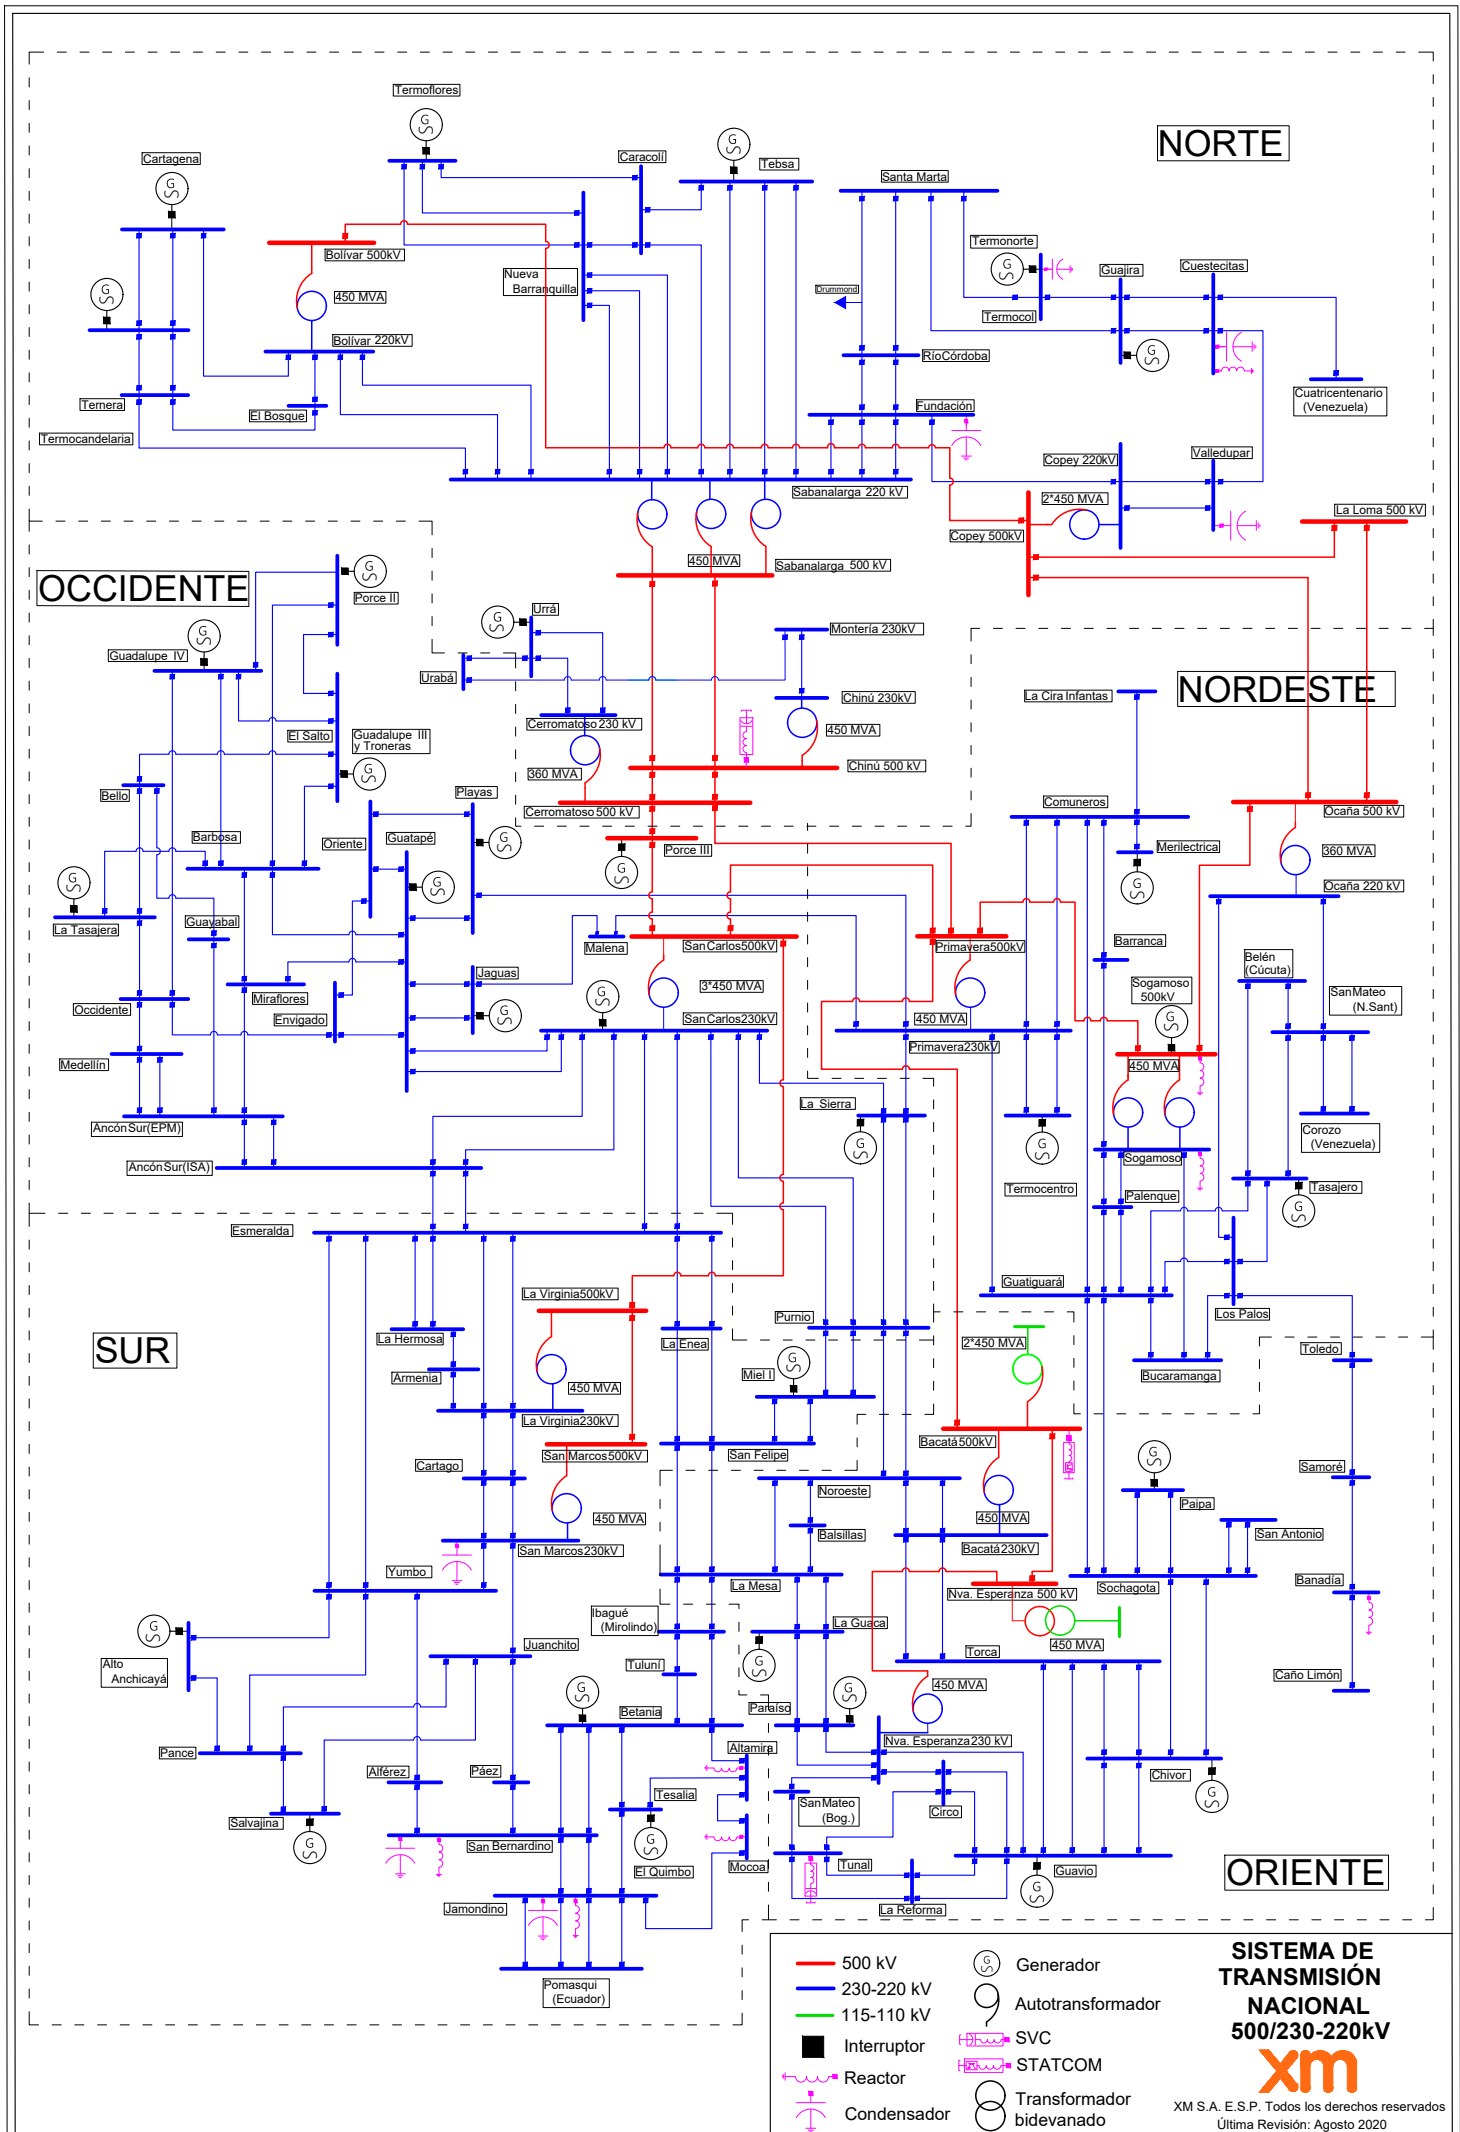 NORTE
Termoflores
Cartagena
Caracolí
Tebsa
Santa Marta
Termonorte
Guajira
Cuestecitas
Bolívar 500kV
Nueva
Barranquilla
450 MVA
Drummond
Termocol
Bolívar 220kV
RíoCórdoba
Ternera
El Bosque
Fundación
Cuatricentenario
(Venezuela)
Termocandelaria
Copey 220kV
Valledupar
Sabanalarga 220 kV
2*450 MVA
La Loma 500 kV
Copey 500kV
450 MVA
Sabanalarga 500 kV
OCCIDENTE
Porce II
Urrá
Montería 230kV
Guadalupe IV
Urabá
NORDESTE
La Cira Infantas
Chinú 230kV
Cerromatoso 230 kV
450 MVA
El Salto
Guadalupe III
y Troneras
360 MVA
Chinú 500 kV
Bello
Playas
Comuneros
Cerromatoso 500 kV
Ocaña 500 kV
Barbosa
Oriente
Guatapé
Porce III
Merilectrica
360 MVA
Ocaña 220 kV
La Tasajera
Guayabal
Malena
SanCarlos500kV
Primavera500kV
Barranca
Belén
(Cúcuta)
Jaguas
3*450 MVA
Sogamoso
500kV
SanMateo
(N.Sant)
Miraflores
Occidente
Envigado
SanCarlos230kV
450 MVA
Primavera230kV
Medellín
450 MVA
La Sierra
AncónSur(EPM)
Corozo
(Venezuela)
AncónSur(ISA)
Sogamoso
Termocentro
Palenque
Tasajero
Esmeralda
La Virginia500kV
Guatiguará
Los Palos
SUR
La Hermosa
La Enea
Purnio
2*450 MVA
Toledo
Armenia
Miel I
Bucaramanga
450 MVA
La Virginia230kV
San Marcos500kV
San Felipe
Bacatá500kV
Cartago
Samoré
Noroeste
Paipa
450 MVA
450 MVA
Balsillas
San Antonio
San Marcos230kV
Bacatá230kV
Yumbo
La Mesa
Nva. Esperanza 500 kV
Sochagota
Banadía
Ibagué
(Mirolindo)
La Guaca
Juanchito
450 MVA
Alto
Anchicayá
Torca
Tuluní
Caño Limón
450 MVA
Betania
Paraíso
Pance
Altamira
Nva. Esperanza230 kV
Alférez
Páez
Chivor
Tesalia
SanMateo
(Bog.)
Circo
Salvajina
San Bernardino
El Quimbo
Mocoa
Tunal
Guavio
ORIENTE
Jamondino
La Reforma
Pomasqui
(Ecuador)
500 kV
230-220 kV
115-110 kV
Interruptor
Reactor
Condensador
Generador
Autotransformador
SVC
STATCOM
Transformador
bidevanado
SISTEMA DE
TRANSMISIÓN
NACIONAL
500/230-220kV
xm
XM S.A. E.S.P. Todos los derechos reservados
Última Revisión: Agosto 2020